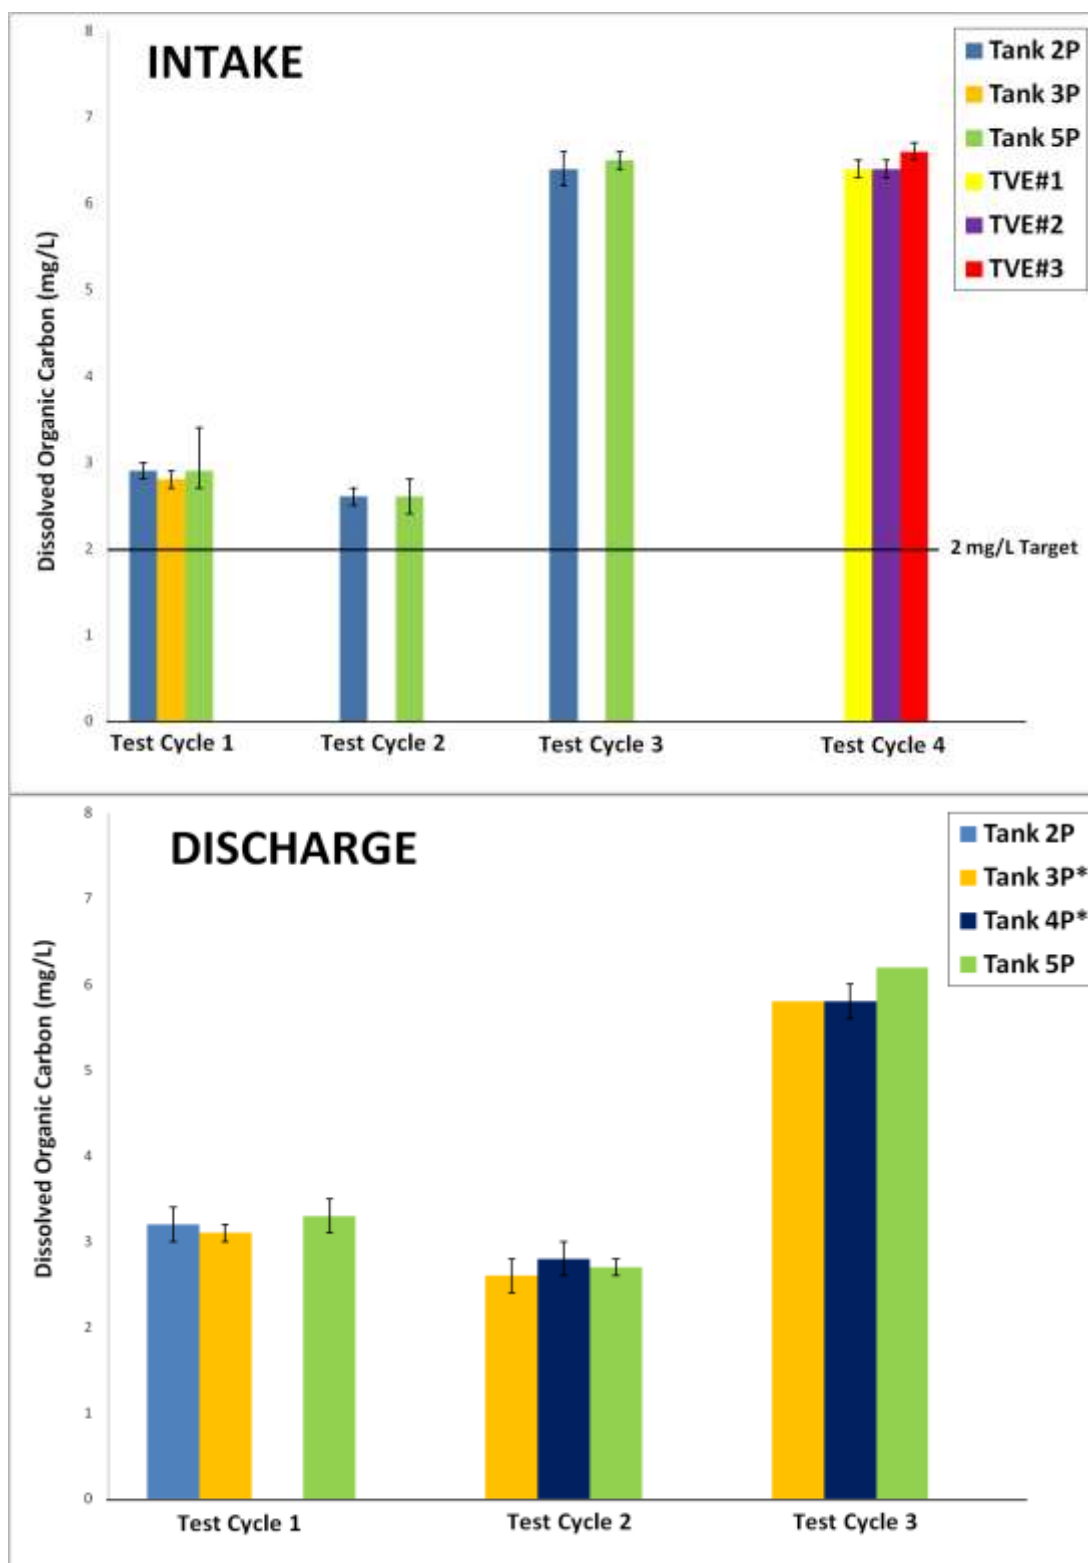 INTAKE
Tank 2P
Tank 3P
Tank 5P
TVE#1
TVE#2
TVE#3
Dissolved Organic Carbon (mg/L)
8
7
6
5
4
3
2
1
0
2 mg/L Target
Test Cycle 1
Test Cycle 2
Test Cycle 3
Test Cycle 4
DISCHARGE
Tank 2P
Tank 3P*
Tank 4P*
Tank 5P
Dissolved Organic Carbon (mg/L)
8
7
6
5
4
3
2
1
0
Test Cycle 1
Test Cycle 2
Test Cycle 3